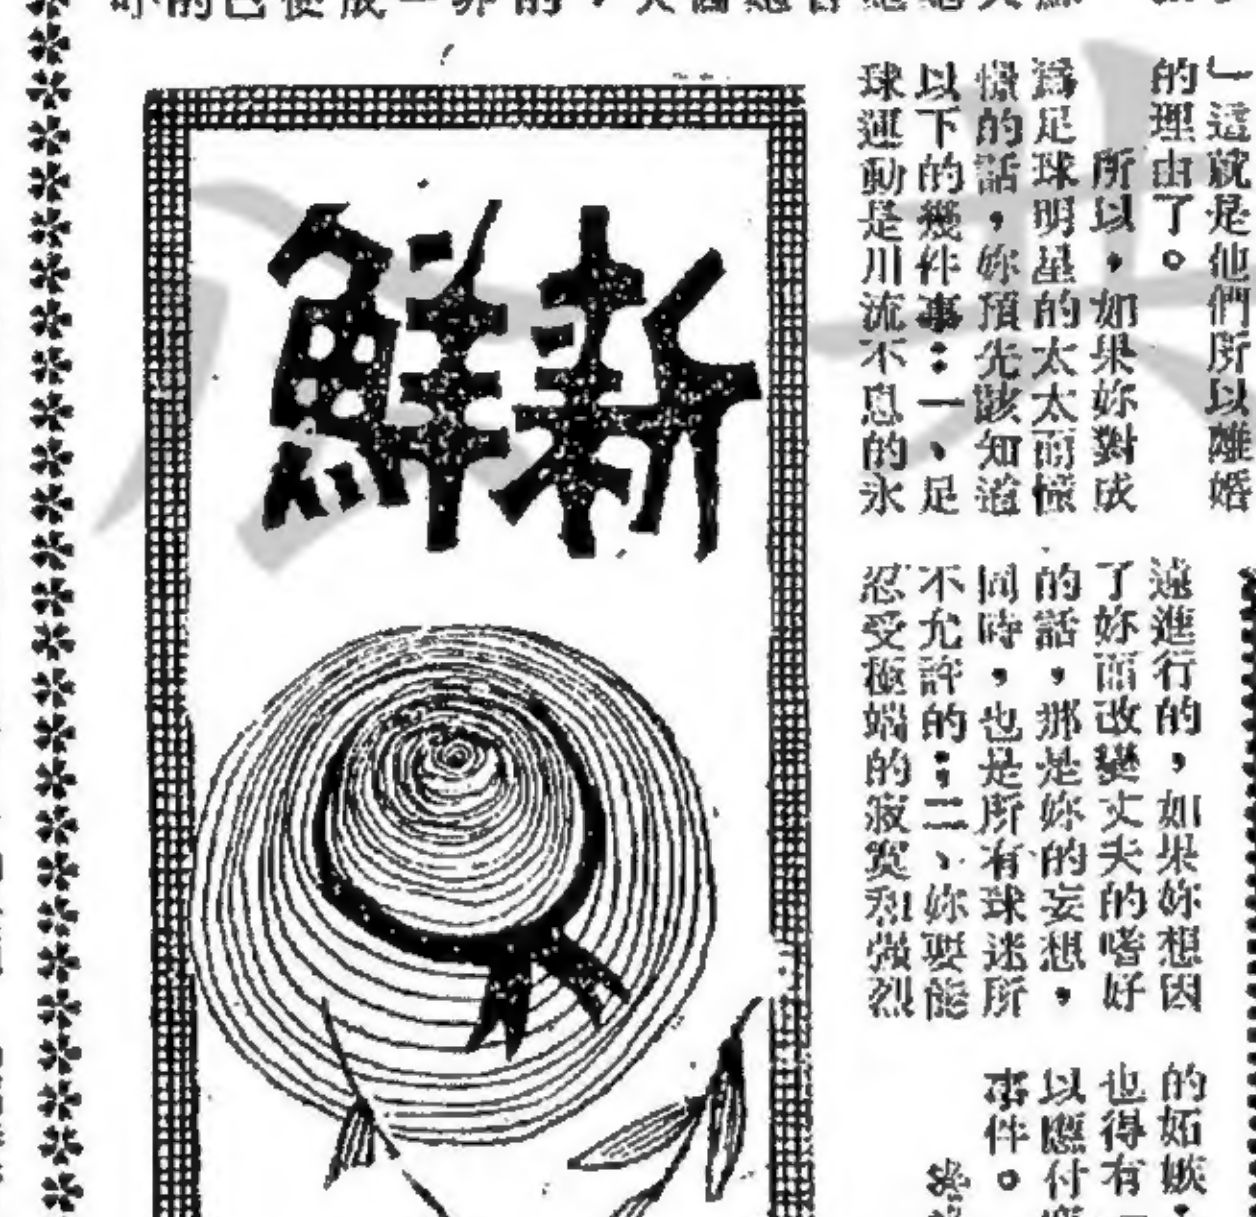 」這就是他們所以離婚
的理由了。
所以，如果妳對成
為足球明星的太太而憧
憬的話，妳預先該知道
以下的幾件事：一、足
球運動是川流不息的永
遠進行的，如果妳想因
了妳而改變丈夫的嗜好
的話，那是妳的妄想，
同時，也是所有球迷所
不允許的；二、妳要能
忍受極端的寂寞和強烈
的妬嫉，
也得有
以應付
事件。
新鮮